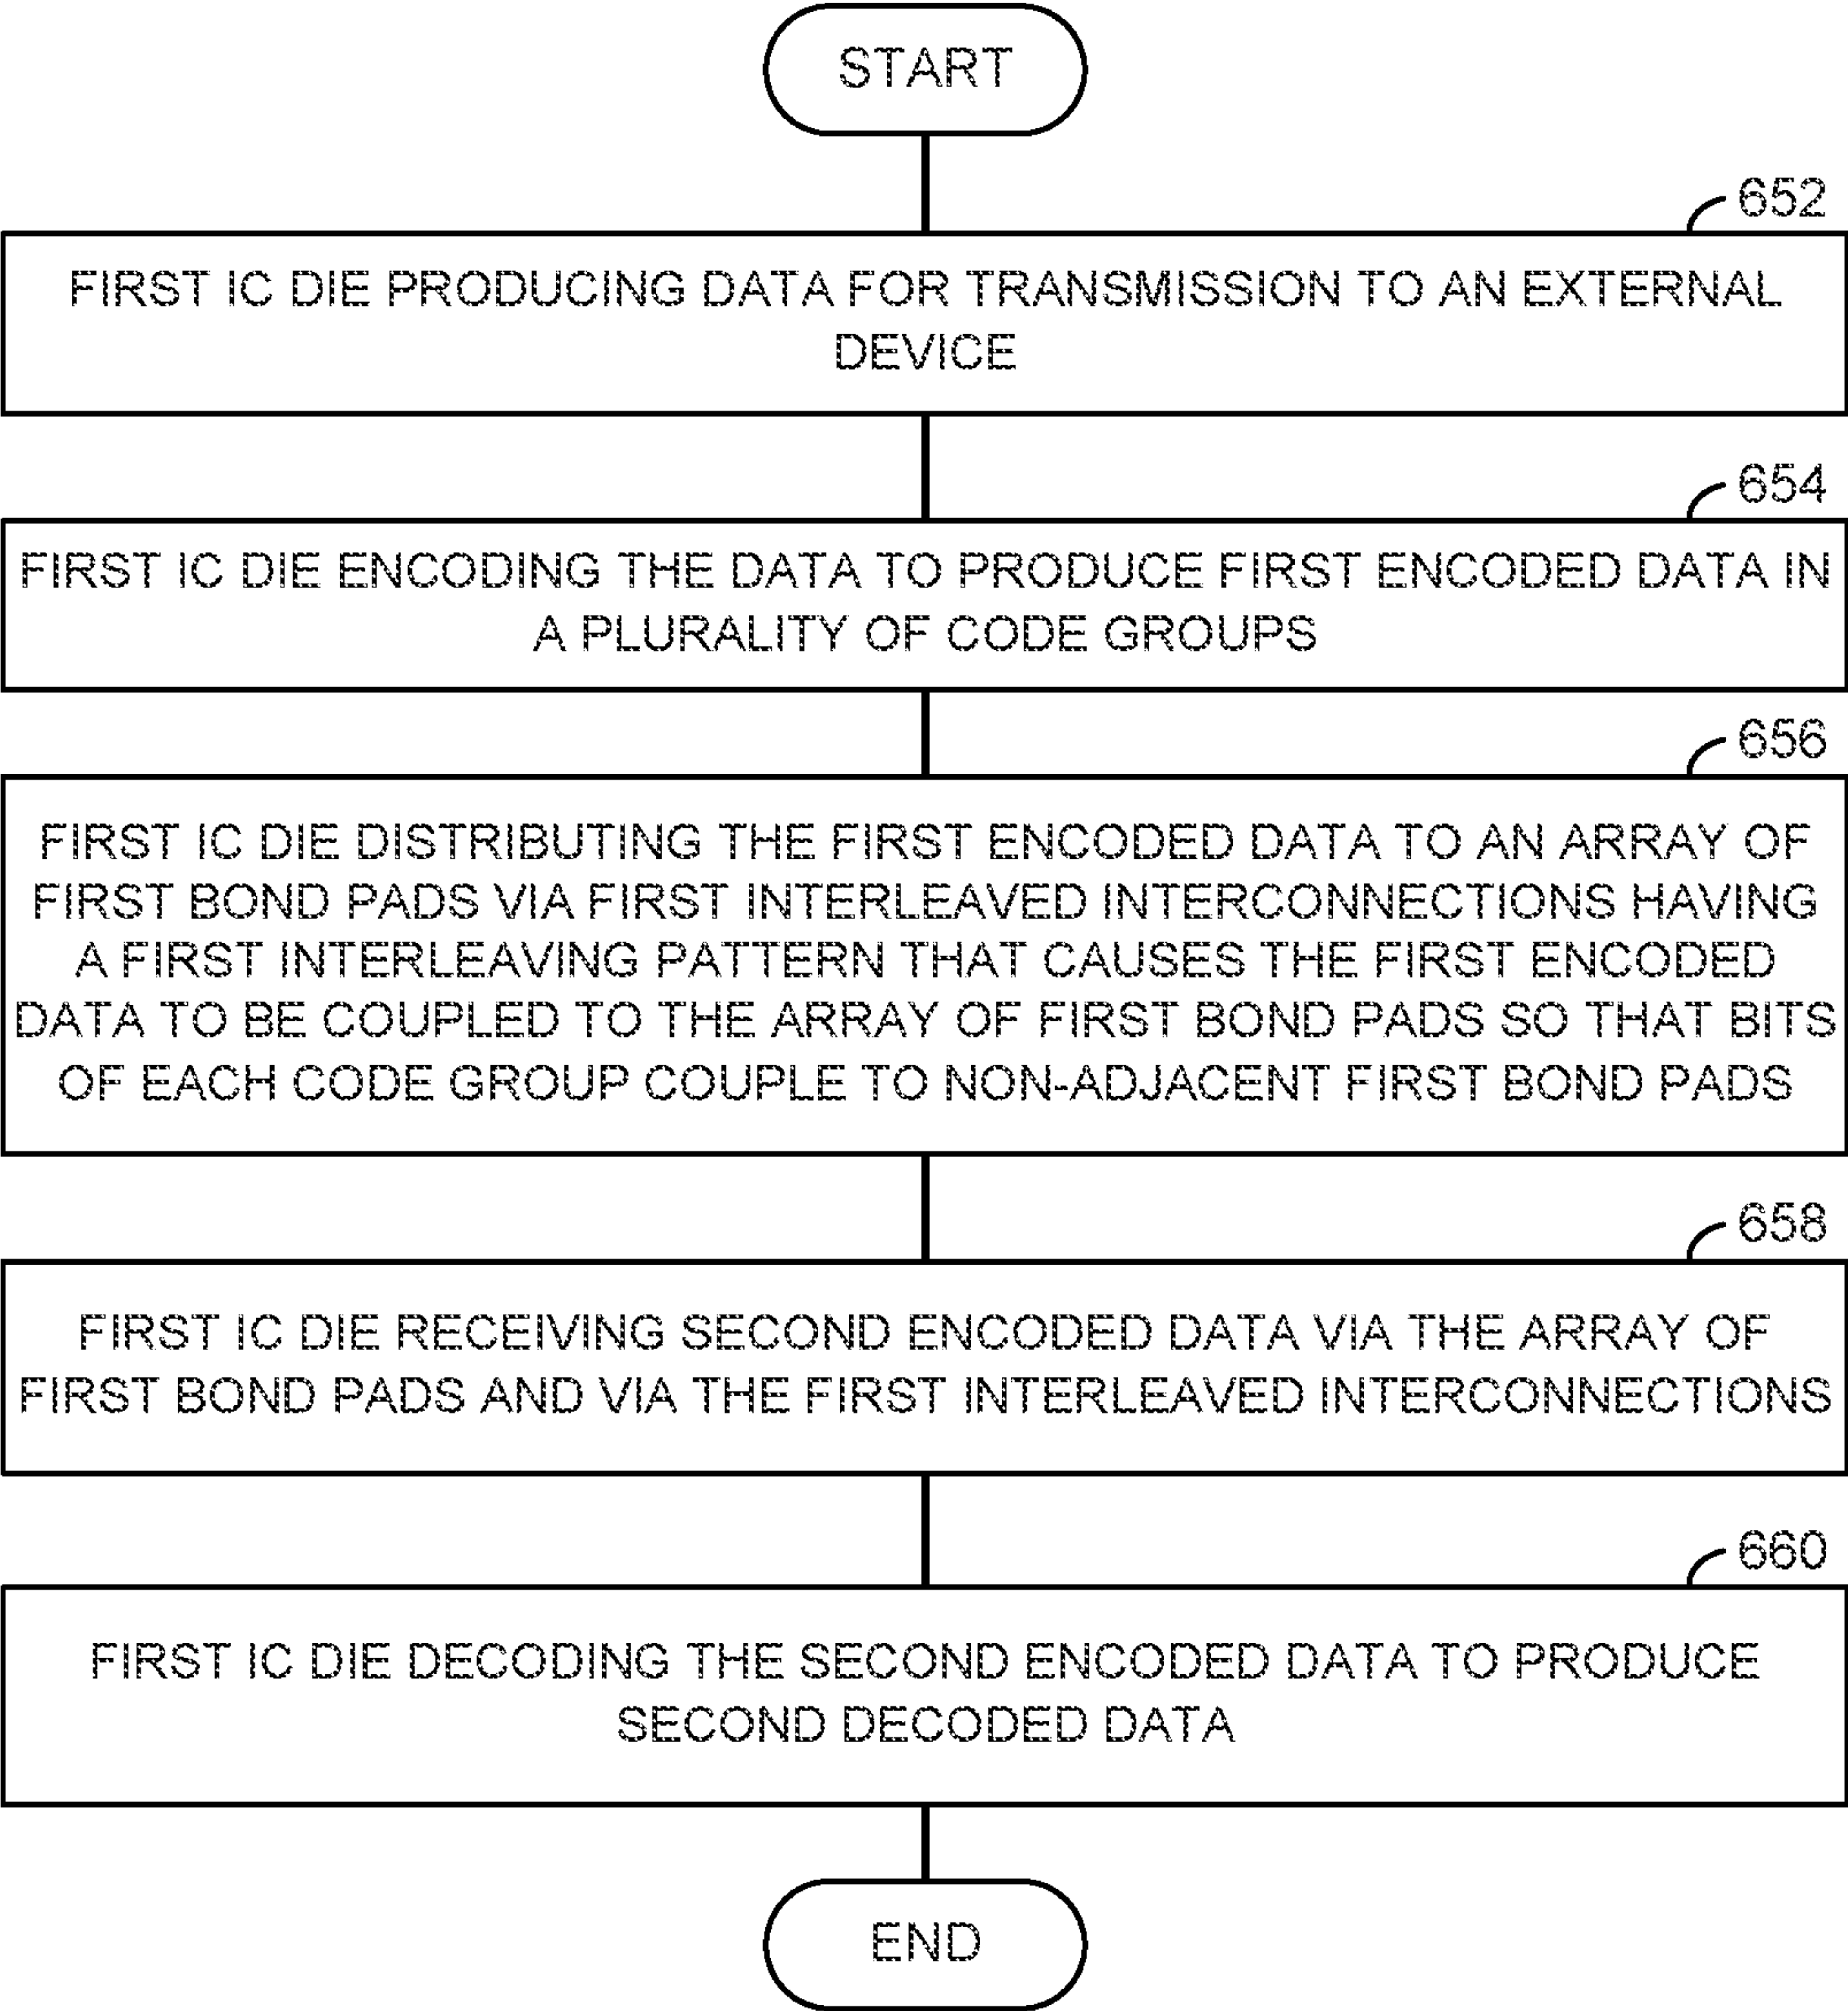 START
652
FIRST IC DIE PRODUCING DATA FOR TRANSMISSION TO AN EXTERNAL
DEVICE
654
FIRST IC DIE ENCODING THE DATA TO PRODUCE FIRST ENCODED DATA IN
A PLURALITY OF CODE GROUPS
656
FIRST IC DIE DISTRIBUTING THE FIRST ENCODED DATA TO AN ARRAY OF
FIRST BOND PADS VIA FIRST INTERLEAVED INTERCONNECTIONS HAVING
A FIRST INTERLEAVING PATTERN THAT CAUSES THE FIRST ENCODED
DATA TO BE COUPLED TO THE ARRAY OF FIRST BOND PADS SO THAT BITS
OF EACH CODE GROUP COUPLE TO NON-ADJACENT FIRST BOND PADS
658
FIRST IC DIE RECEIVING SECOND ENCODED DATA VIA THE ARRAY OF
FIRST BOND PADS AND VIA THE FIRST INTERLEAVED INTERCONNECTIONS
660
FIRST IC DIE DECODING THE SECOND ENCODED DATA TO PRODUCE
SECOND DECODED DATA
END